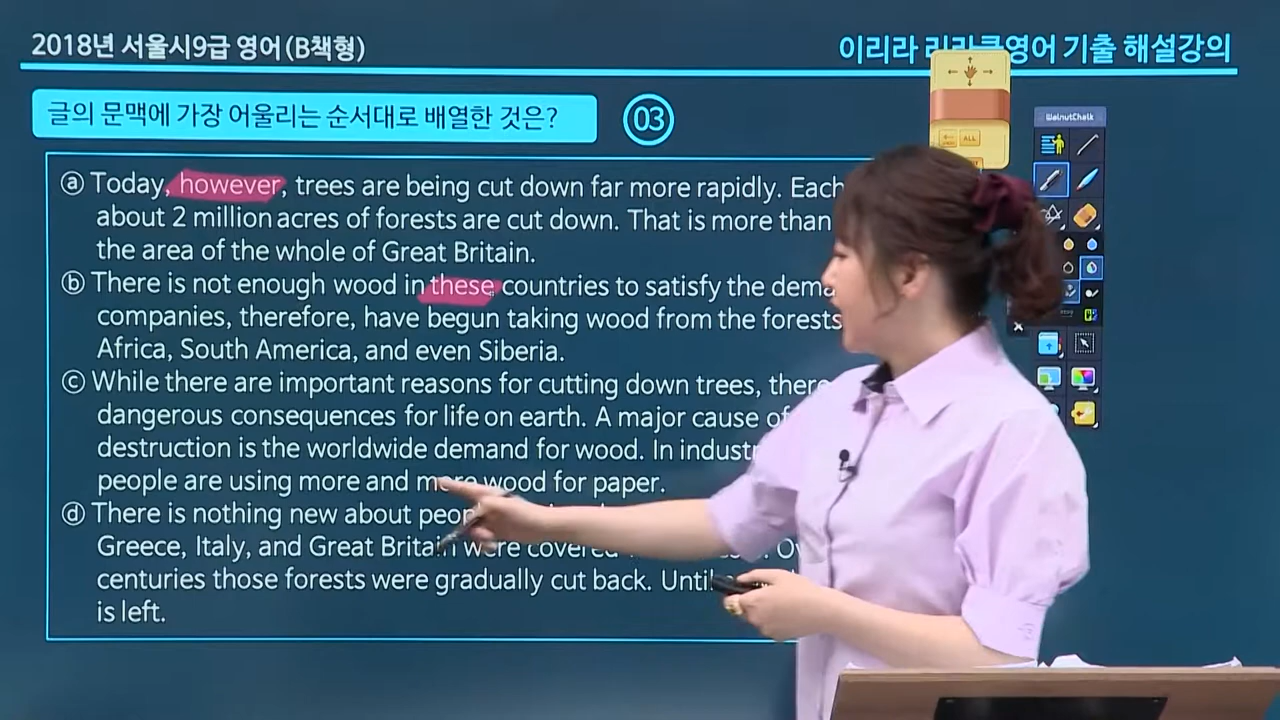 2018년 서울시9급 영어(B책형)
이리라 영어 기출 해설강의
글의 문맥에 가장 어울리는 순서대로 배열한 것은?
03
WalnutChalk
ALL
ⓐ Today, however, trees are being cut down far more rapidly. Each
about 2 million acres of forests are cut down. That is more than
the area of the whole of Great Britain.
ⓑ There is not enough wood in these countries to satisfy the
companies, therefore, have begun taking wood from the forests
Africa, South America, and even Siberia.
ⓒ While there are important reasons for cutting down trees,
dangerous consequences for life on earth. A major cause of
destruction is the worldwide demand for wood. In
people are using more and more wood for paper.
ⓓ There is nothing new about
Greece, Italy, and Great Britain were covered
centuries those forests were gradually cut back. Until
is left.